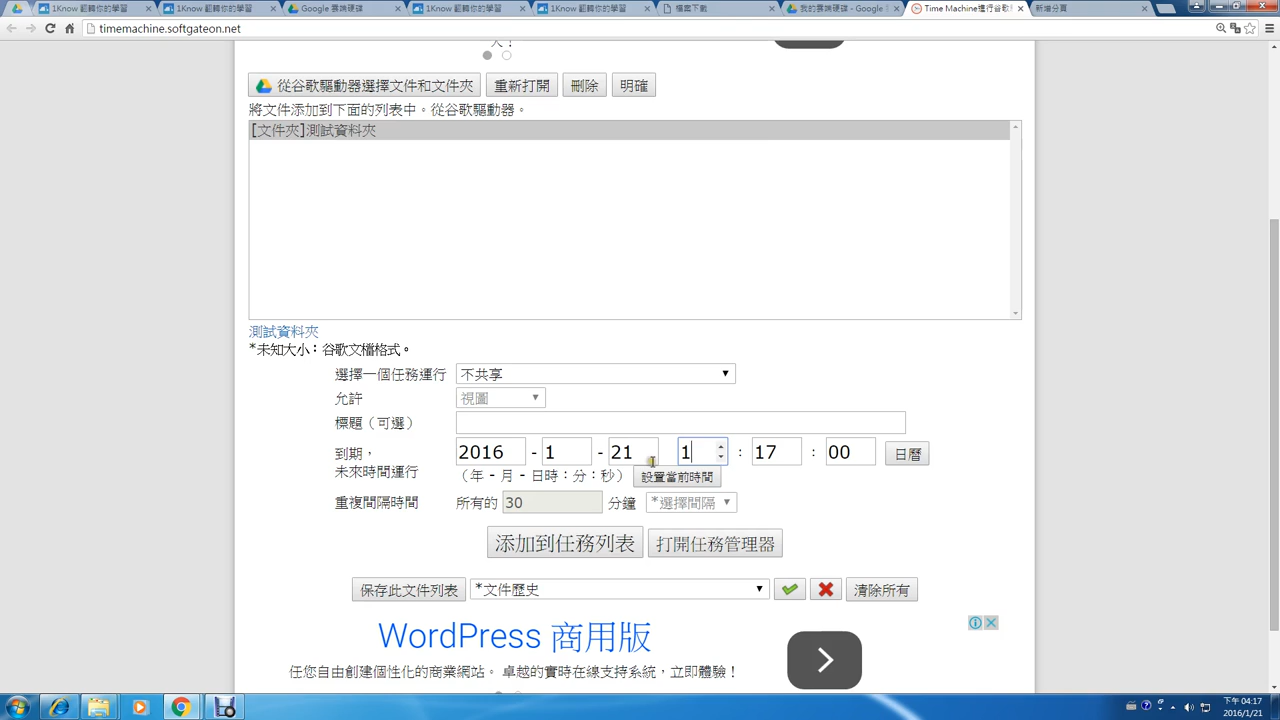 1Know 翻轉你的學習
1Know 翻轉你的學習
Google 雲端硬碟
1Know 翻轉你的學習
1Know 翻轉你的學習
檔案下載
我的雲端硬碟 - Google
Time Machine進行谷歌
新增分頁
timemachine.softgateon.net
從谷歌驅動器選擇文件和文件夾 重新打開 刪除 明確
將文件添加到下面的列表中。從谷歌驅動器。
[文件夾]測試資料夾
測試資料夾
*未知大小：谷歌文檔格式。
選擇一個任務運行 不共享
允許 視圖
標題（可選）
到期， 2016 - 1 - 21 1 : 17 : 00 日曆
未來時間運行 （年－月－日時：分：秒） 設置當前時間
重複間隔時間 所有的 30 分鐘 *選擇間隔
添加到任務列表 打開任務管理器
保存此文件列表 *文件歷史 清除所有
WordPress 商用版
任您自由創建個性化的商業網站。卓越的實時在線支持系統，立即體驗！
下午 04:17
2016/1/21